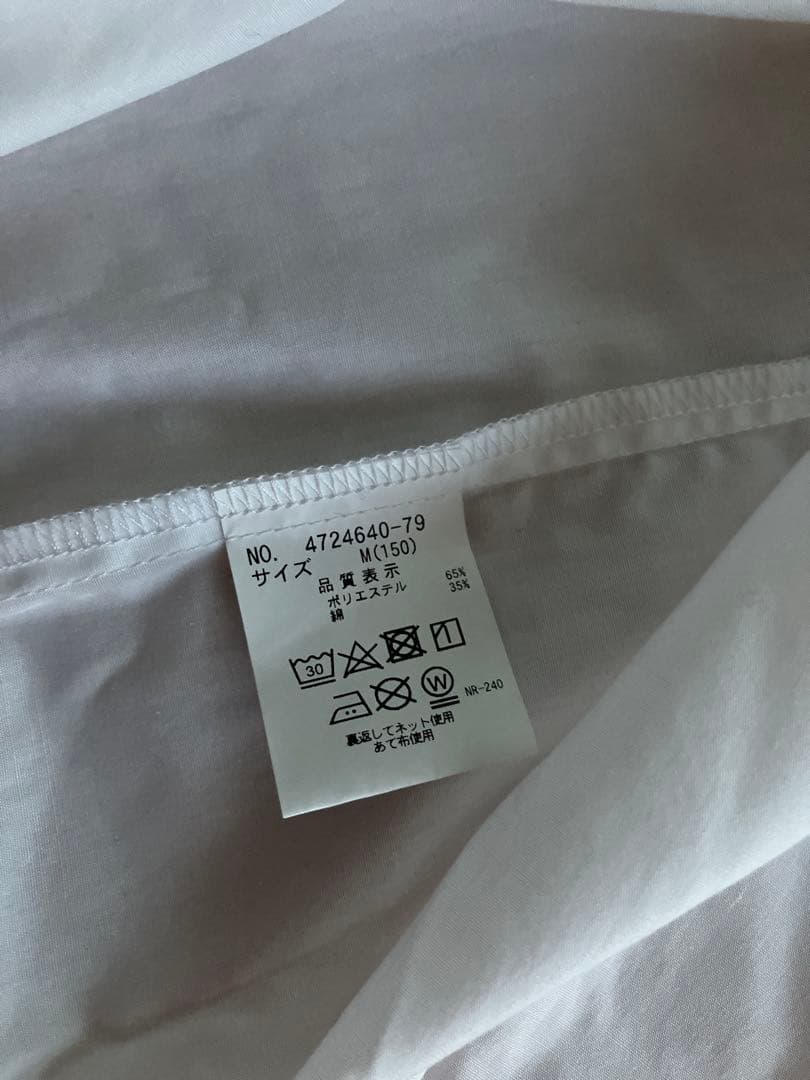 NO. 4724640-79
サイズ M(150)
品質表示
ポリエステル 65%
綿 35%
30
W NR-240
裏返してネット使用
あて布使用